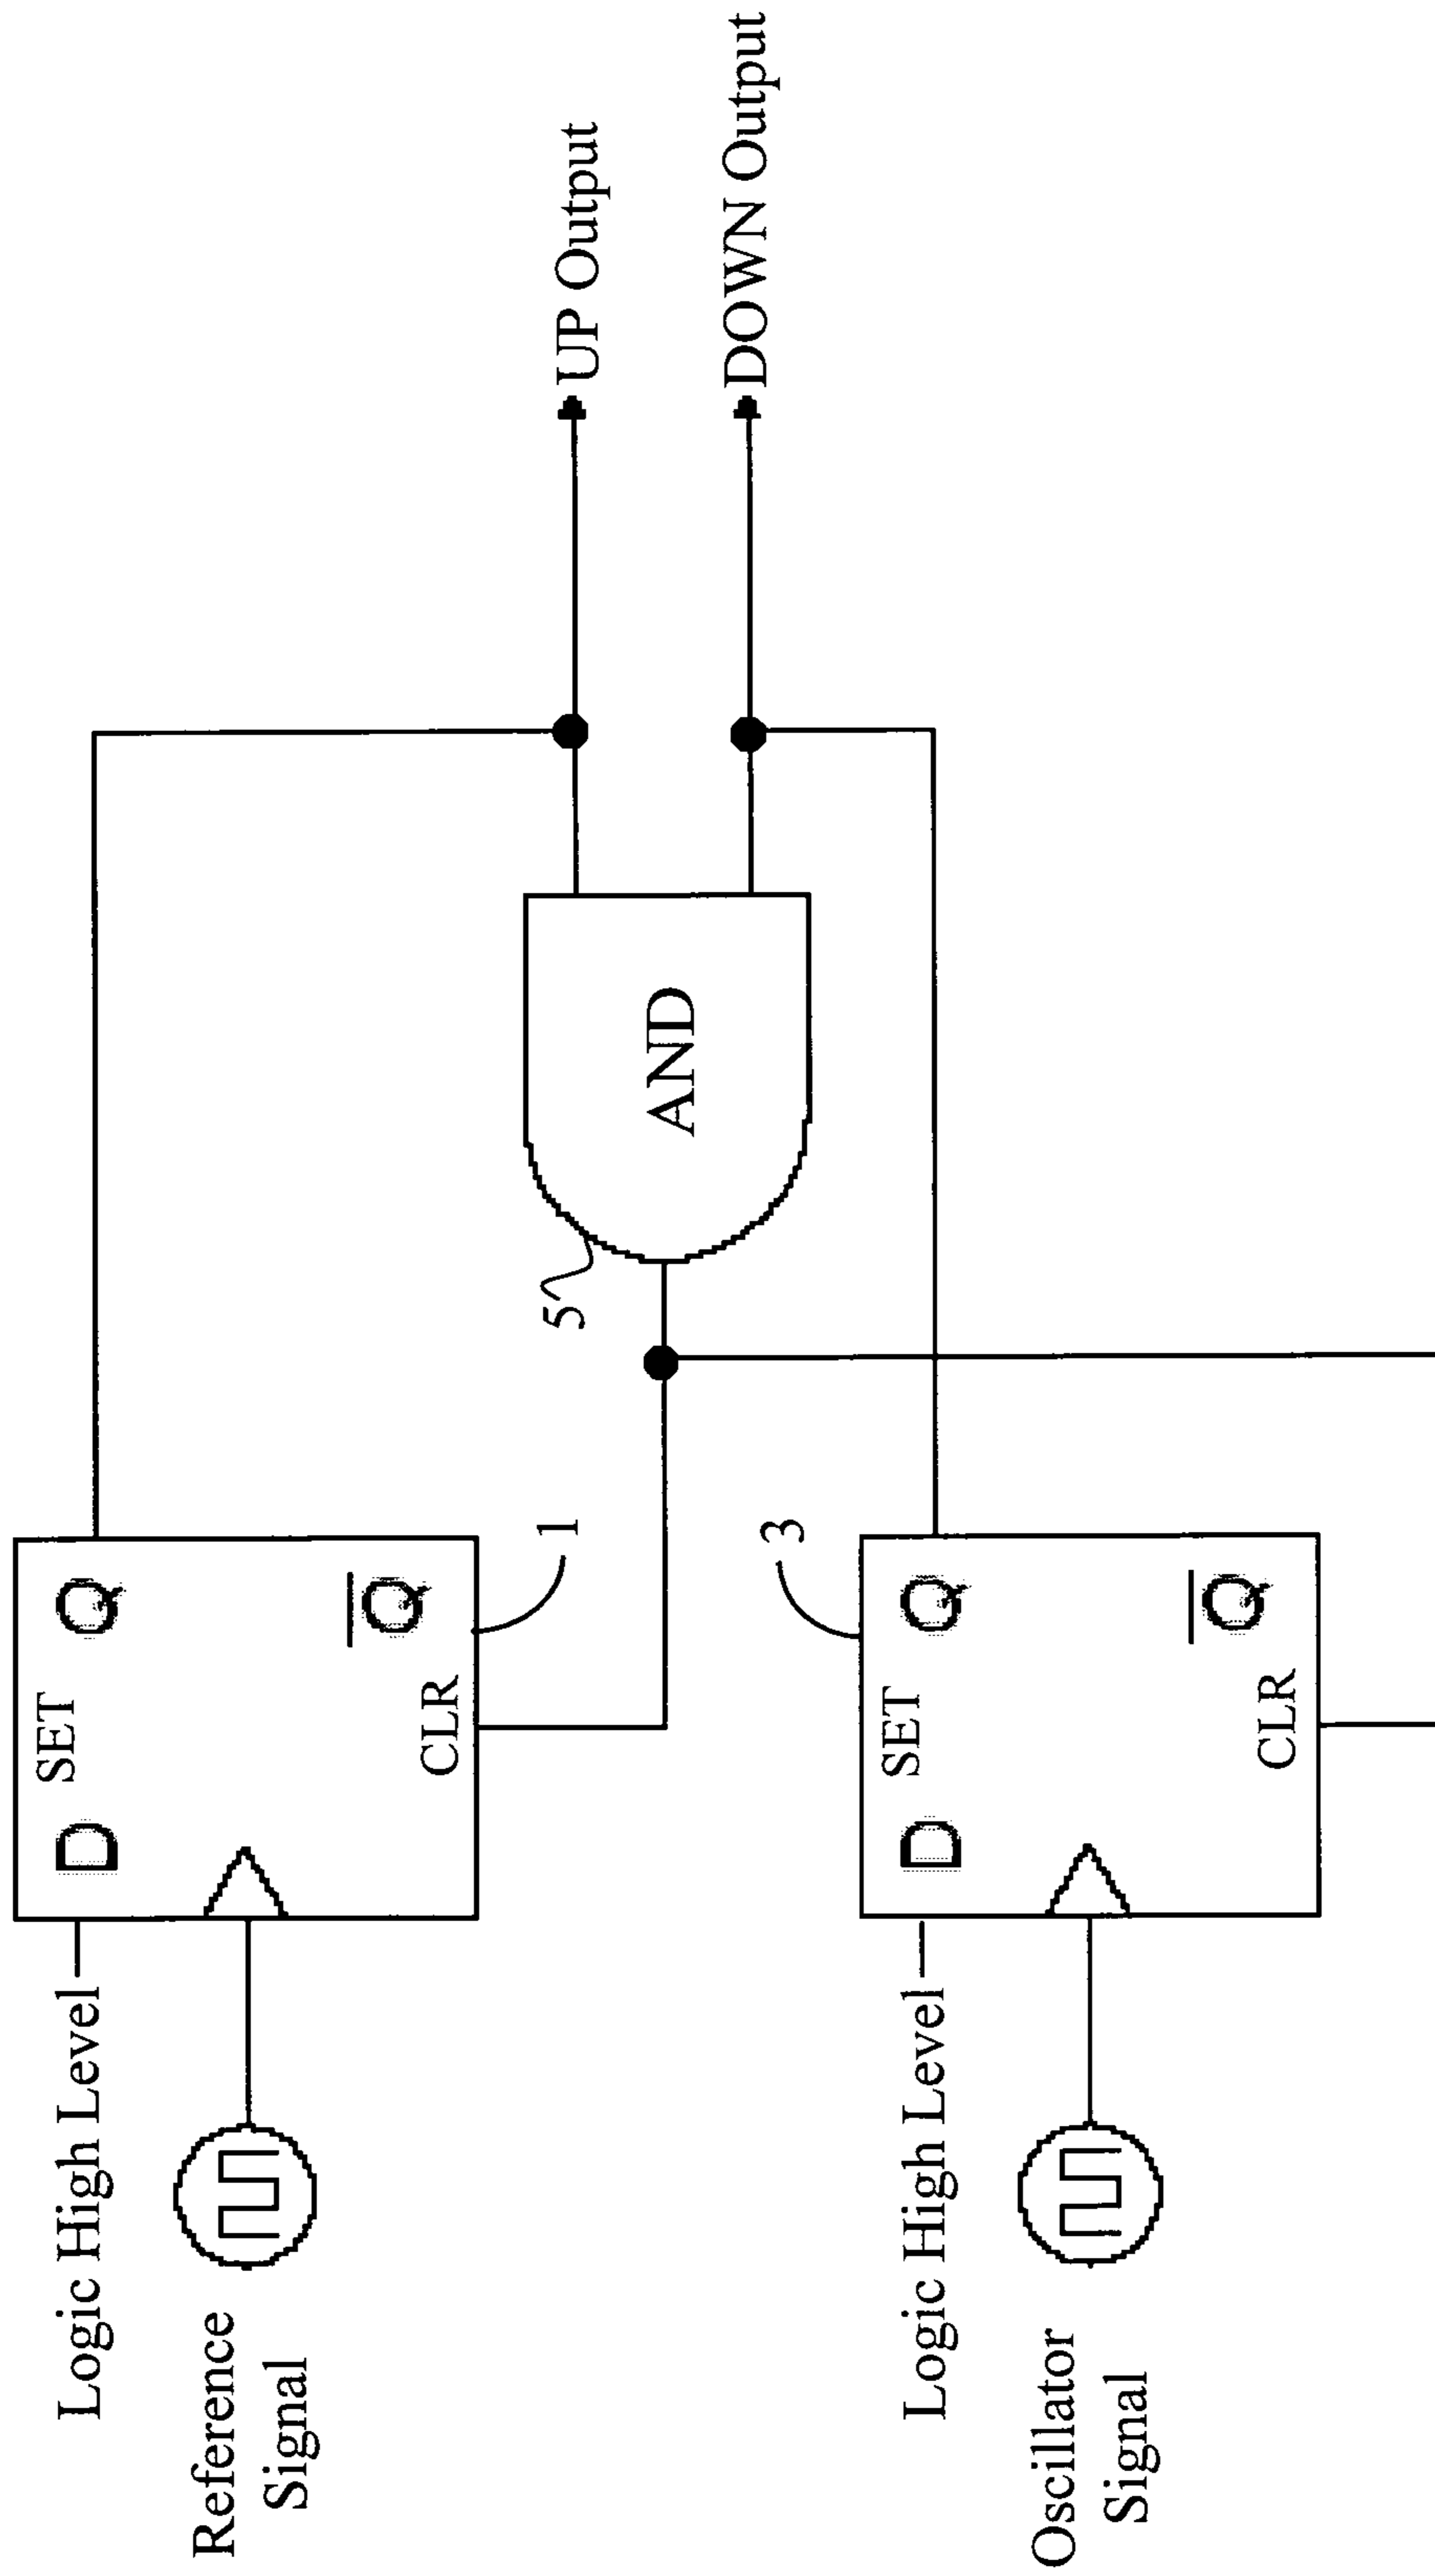 Logic High Level
D
SET
Q
Reference
Signal
Q
CLR
1
UP Output
5
AND
DOWN Output
3
Logic High Level
D
SET
Q
Oscillator
Signal
Q
CLR